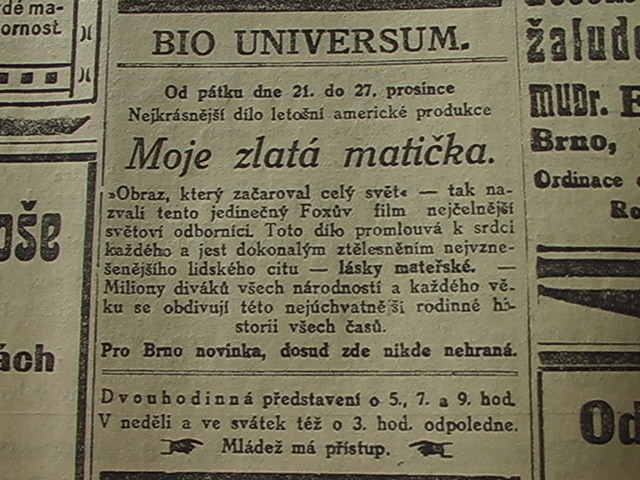 BIO UNIVERSUM.
Od pátku dne 21. do 27. prosince
Nejkrásnější dílo letošní americké produkce
Moje zlatá matička.
»Obraz, který začaroval celý svět« — tak na-
zvali tento jedinečný Foxův film nejčelnější
světoví odborníci. Toto dílo promlouvá k srdci
každého a jest dokonalým ztělesněním nejvzne-
šenějšího lidského citu — lásky mateřské. —
Miliony diváků všech národností a každého vě-
ku se obdivují této nejúchvatnější rodinné hi-
storii všech časů.
Pro Brno novinka, dosud zde nikde nehraná.
Dvouhodinná představení o 5., 7. a 9. hod.
V neděli a ve svátek též o 3. hod. odpoledne.
Mládež má přístup.
rdé ma-
ornost.
oše
ách
žalud
MUDr.
Brno,
Ordinace
Od